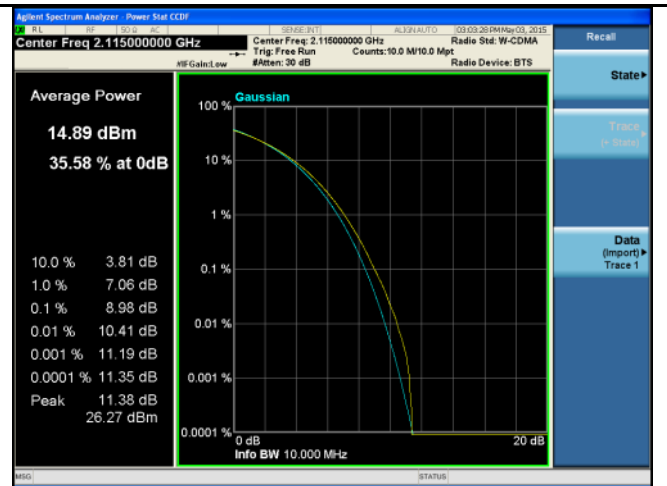 Agilent Spectrum Analyzer - Power Stat CCDF
RL RF 50 Ω AC SENSE:INT ALIGN AUTO 03:03:28 PM May 03, 2015
Center Freq 2.115000000 GHz
Center Freq: 2.115000000 GHz Radio Std: W-CDMA
Trig: Free Run Counts:10.0 M/10.0 Mpt
#IFGain:Low #Atten: 30 dB Radio Device: BTS
Recall
State
Trace
(+ State)
Data
(Import)
Trace 1
Average Power
14.89 dBm
35.58 % at 0dB
10.0 % 3.81 dB
1.0 % 7.06 dB
0.1 % 8.98 dB
0.01 % 10.41 dB
0.001 % 11.19 dB
0.0001 % 11.35 dB
Peak 11.38 dB
26.27 dBm
Gaussian
100 %
10 %
1 %
0.1 %
0.01 %
0.001 %
0.0001 %
0 dB 20 dB
Info BW 10.000 MHz
MSG STATUS